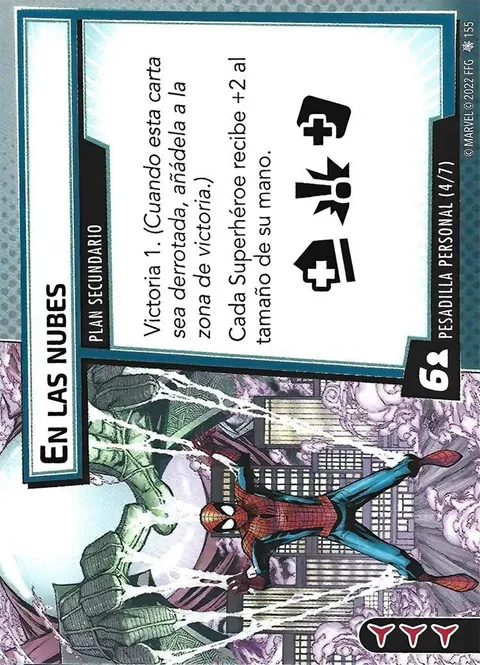 EN LAS NUBES
PLAN SECUNDARIO
Victoria 1. (Cuando esta carta
sea derrotada, añádela a la
zona de victoria.)
Cada Superhéroe recibe +2 al
tamaño de su mano.
6
PESADILLA PERSONAL (4/7)
© MARVEL © 2022 FFG 155